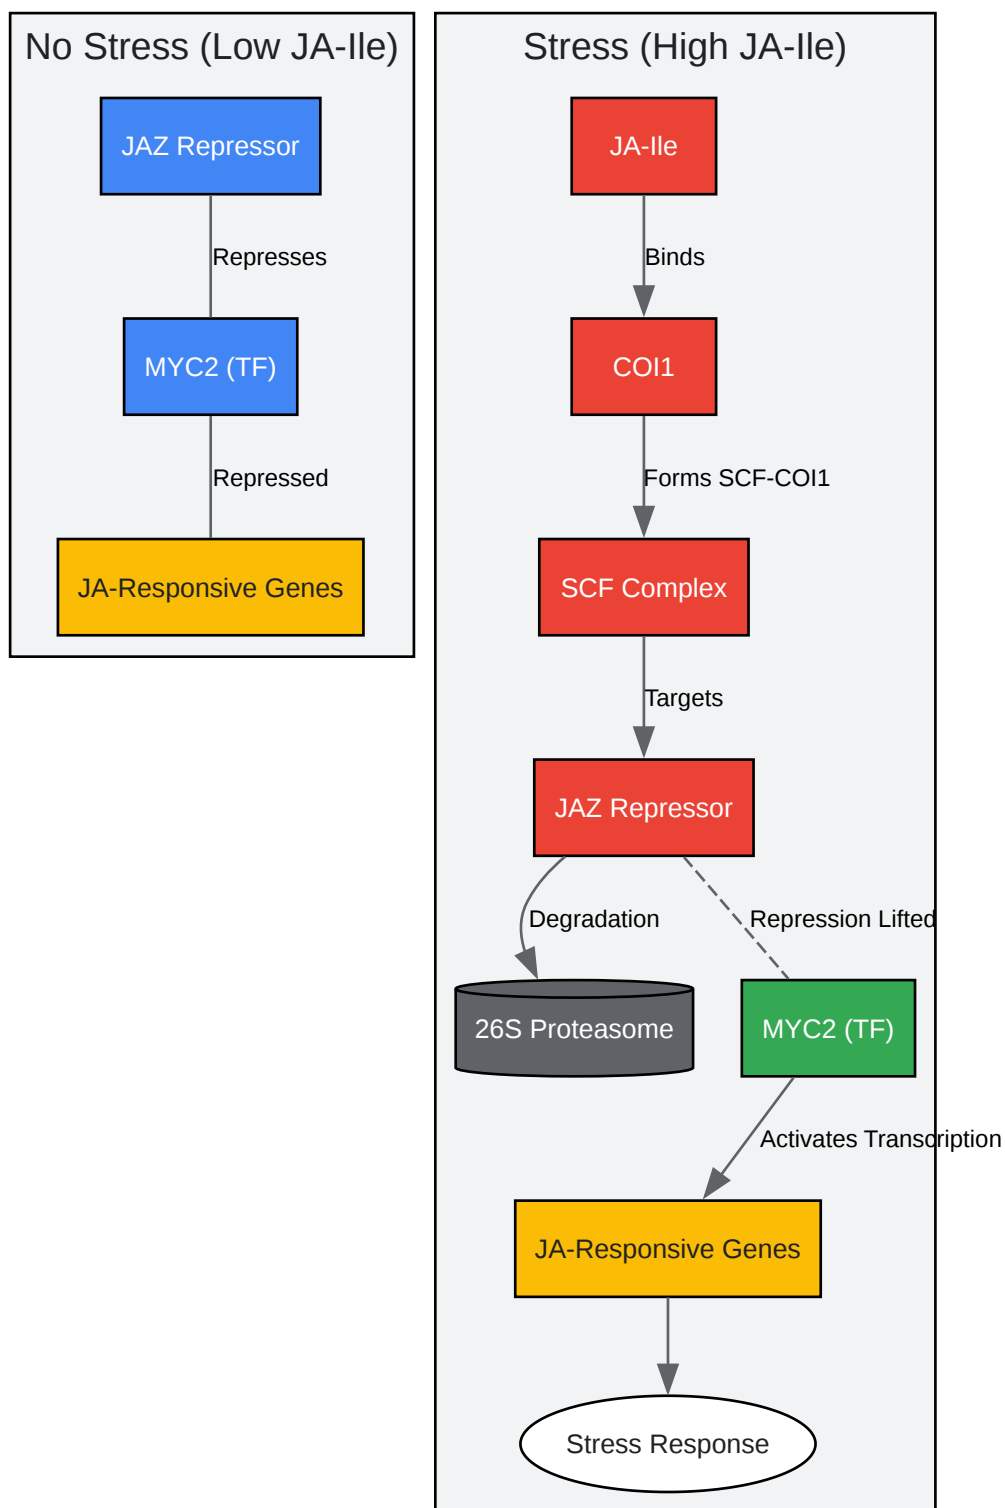 No Stress (Low JA-Ile)
JAZ Repressor
Represses
MYC2 (TF)
Repressed
JA-Responsive Genes
Stress (High JA-Ile)
JA-Ile
Binds
COI1
Forms SCF-COI1
SCF Complex
Targets
JAZ Repressor
Degradation
Repression Lifted
26S Proteasome
MYC2 (TF)
Activates Transcription
JA-Responsive Genes
Stress Response